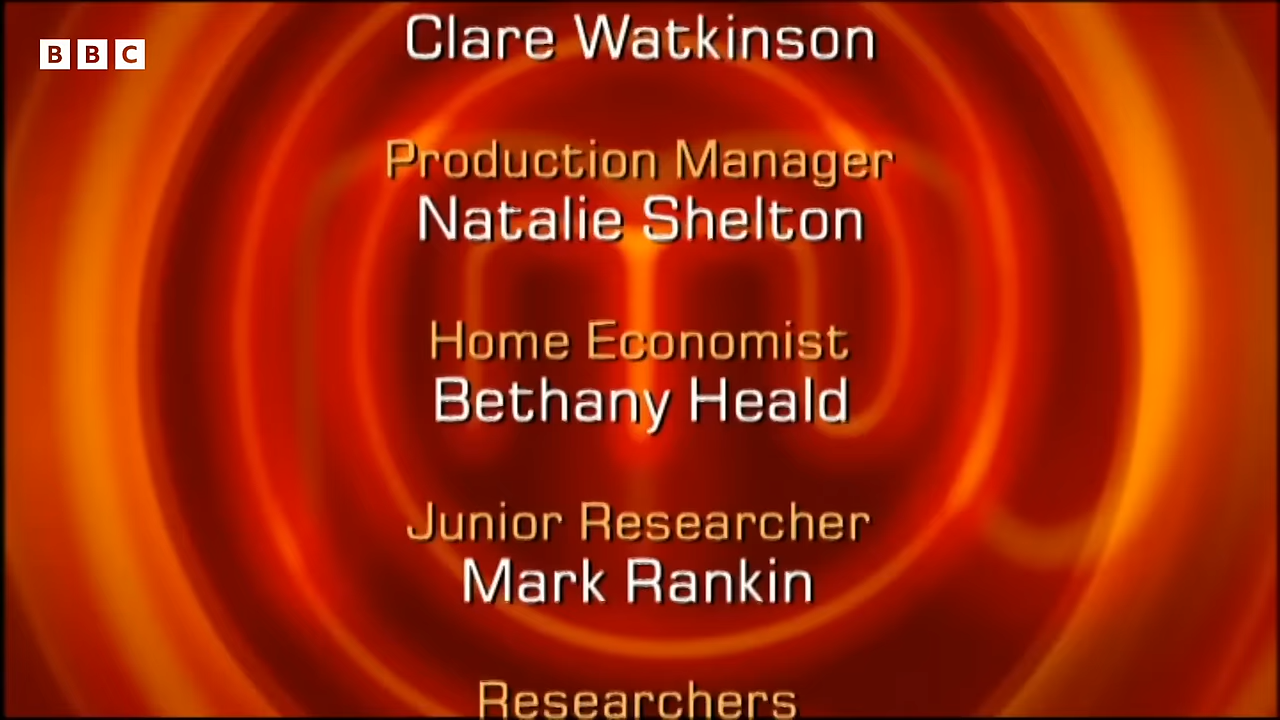 BBC
Clare Watkinson
Production Manager
Natalie Shelton
Home Economist
Bethany Heald
Junior Researcher
Mark Rankin
Researchers